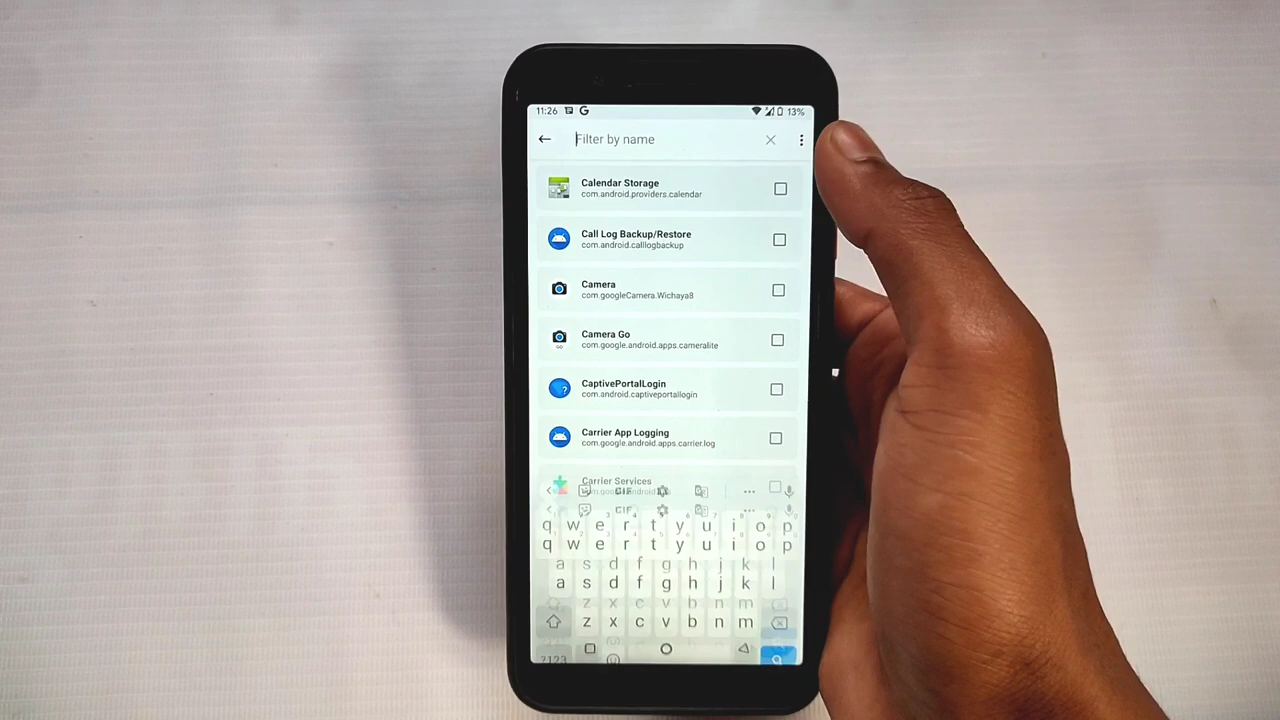 11:26 G 13%
Filter by name
Calendar Storage
com.android.providers.calendar
Call Log Backup/Restore
com.android.calllogbackup
Camera
com.googleCamera.Wichaya8
Camera Go
com.google.android.apps.cameralite
GO
CaptivePortalLogin
com.android.captiveportallogin
?
Carrier App Logging
com.google.android.apps.carrier.log
Carrier Services
GIF
GIF
q w e r t y u i o p
q w e r t y u i o p
a s d f g h j k l
a s d f g h j k l
z x c v b n m
z x c v b n m
?123